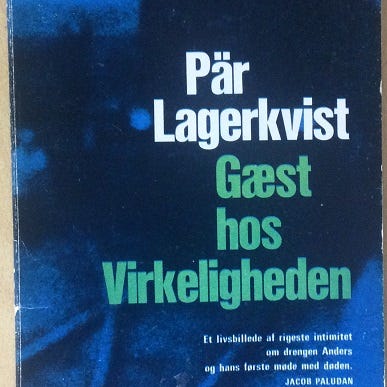 Pär
Lagerkvist
Gæst
hos
Virkeligheden
Et livsbillede af rigeste intimitet
om drengen Anders
og hans første møde med døden.
JACOB PALUDAN